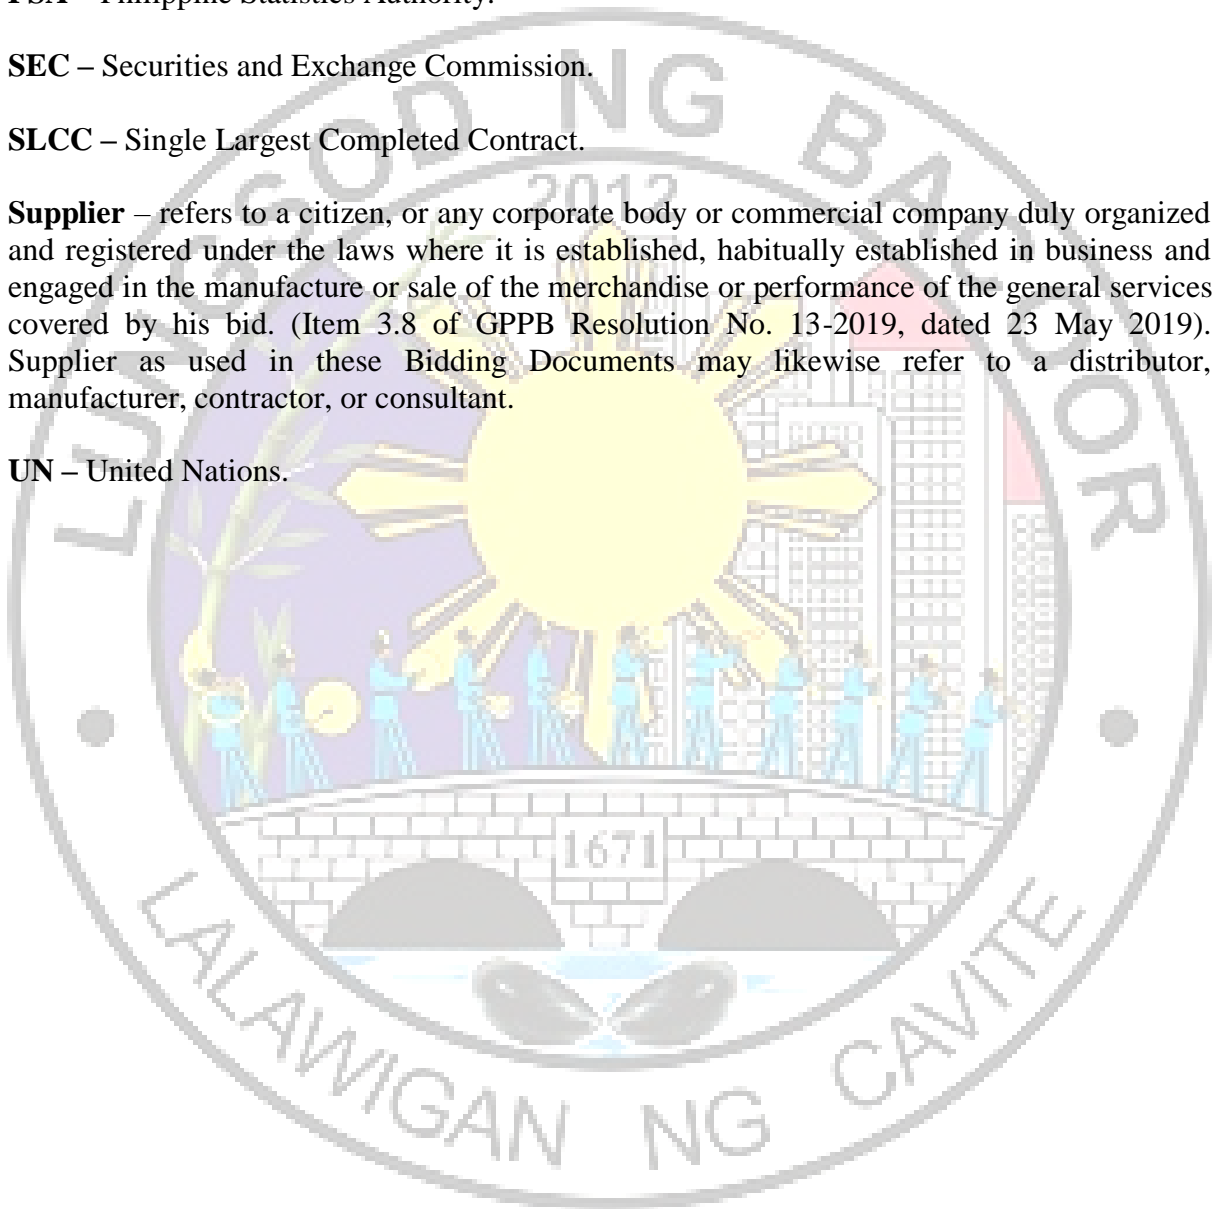 PSA – Philippine Statistics Authority.
SEC – Securities and Exchange Commission.
SLCC – Single Largest Completed Contract.
Supplier – refers to a citizen, or any corporate body or commercial company duly organized
and registered under the laws where it is established, habitually established in business and
engaged in the manufacture or sale of the merchandise or performance of the general services
covered by his bid. (Item 3.8 of GPPB Resolution No. 13-2019, dated 23 May 2019).
Supplier as used in these Bidding Documents may likewise refer to a distributor,
manufacturer, contractor, or consultant.
UN – United Nations.
LUNGSOD NG BACOOR
2012
1671
LALAWIGAN NG CAVITE